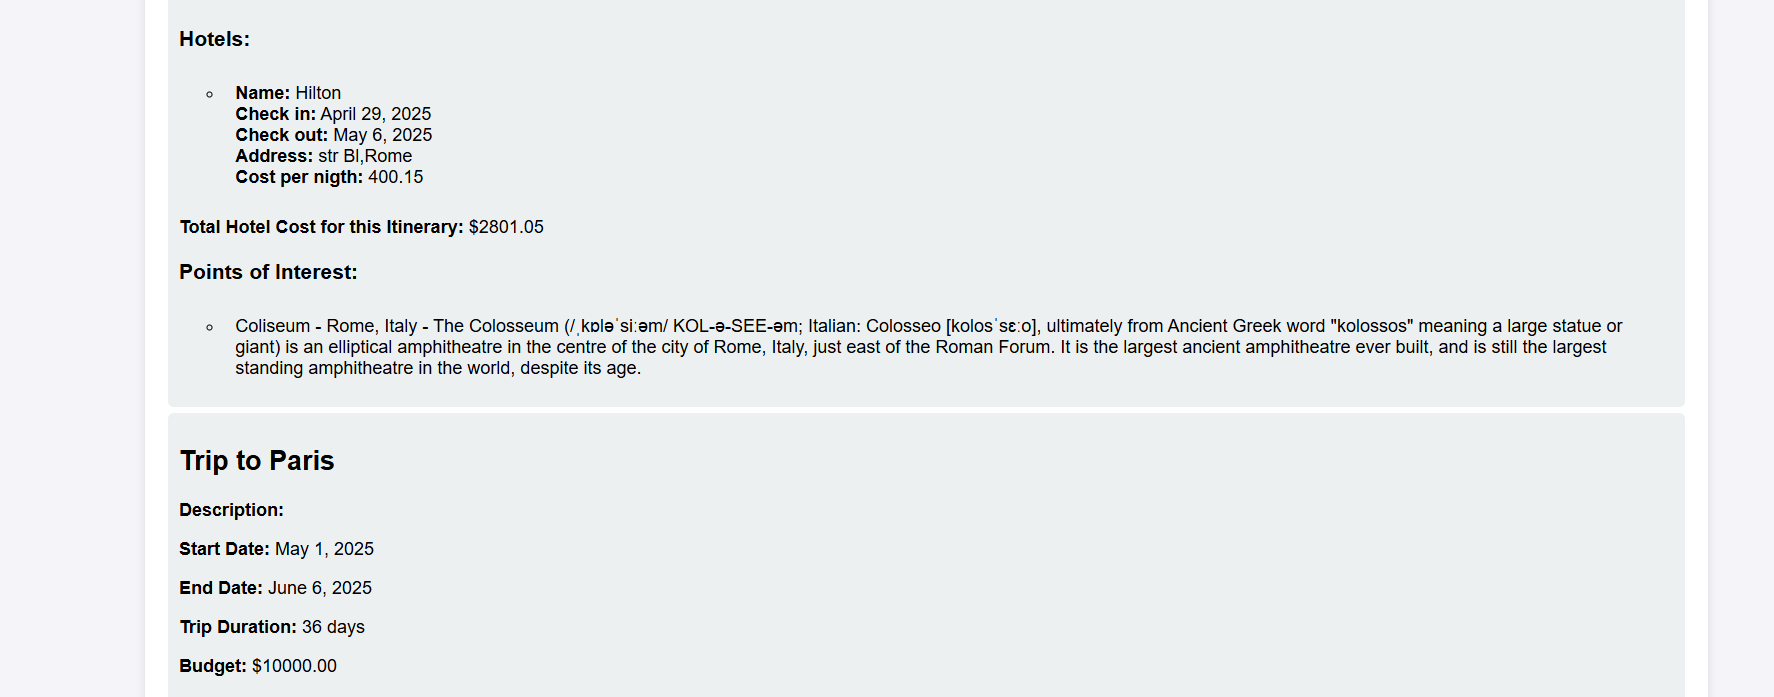 Hotels:
Name: Hilton
Check in: April 29, 2025
Check out: May 6, 2025
Address: str Bl,Rome
Cost per nigth: 400.15
Total Hotel Cost for this Itinerary: $2801.05
Points of Interest:
Coliseum - Rome, Italy - The Colosseum (/ˌkɒləˈsiːəm/ KOL-ə-SEE-əm; Italian: Colosseo [kolosˈsɛːo], ultimately from Ancient Greek word "kolossos" meaning a large statue or
giant) is an elliptical amphitheatre in the centre of the city of Rome, Italy, just east of the Roman Forum. It is the largest ancient amphitheatre ever built, and is still the largest
standing amphitheatre in the world, despite its age.
Trip to Paris
Description:
Start Date: May 1, 2025
End Date: June 6, 2025
Trip Duration: 36 days
Budget: $10000.00